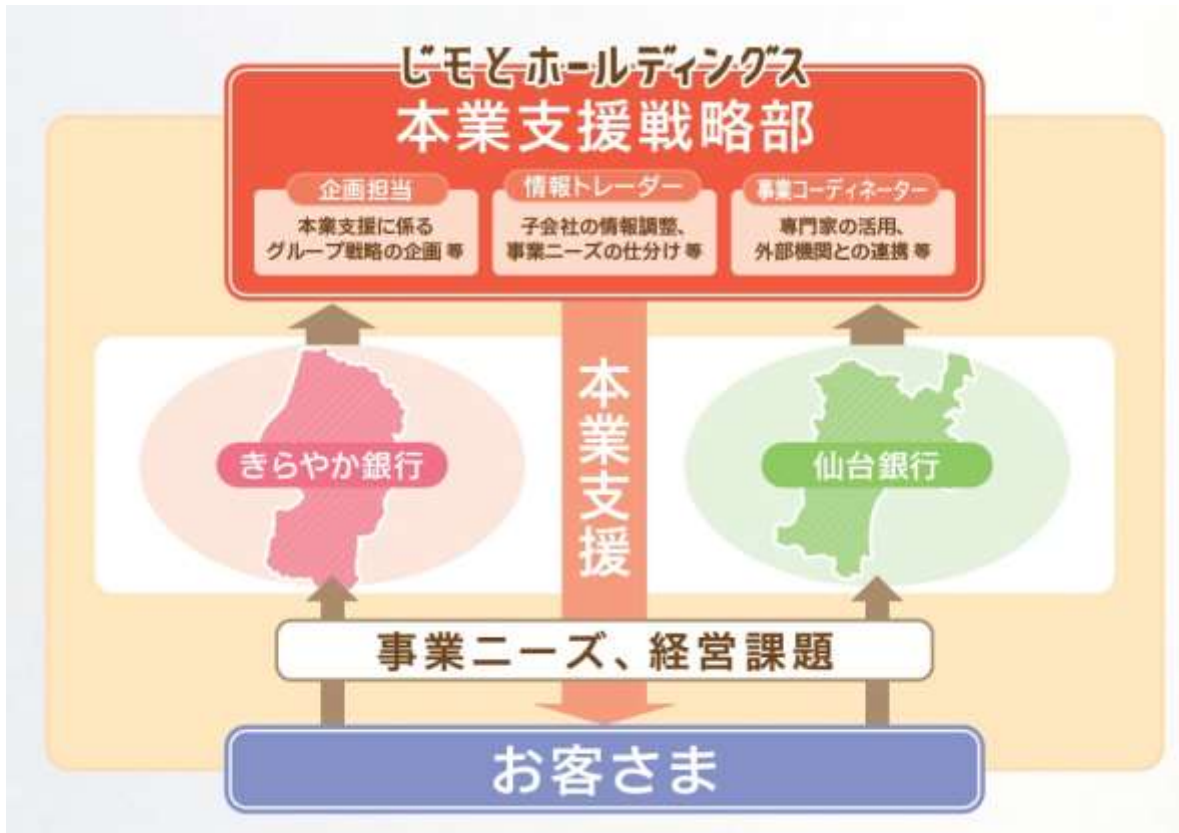 じモとホールディングス
本業支援戦略部
企画担当
本業支援に係る
グループ戦略の企画 等
情報トレーダー
子会社の情報調整、
事業ニーズの仕分け 等
事業コーディネーター
専門家の活用、
外部機関との連携 等
きらやか銀行
本業支援
仙台銀行
事業ニーズ、経営課題
お客さま